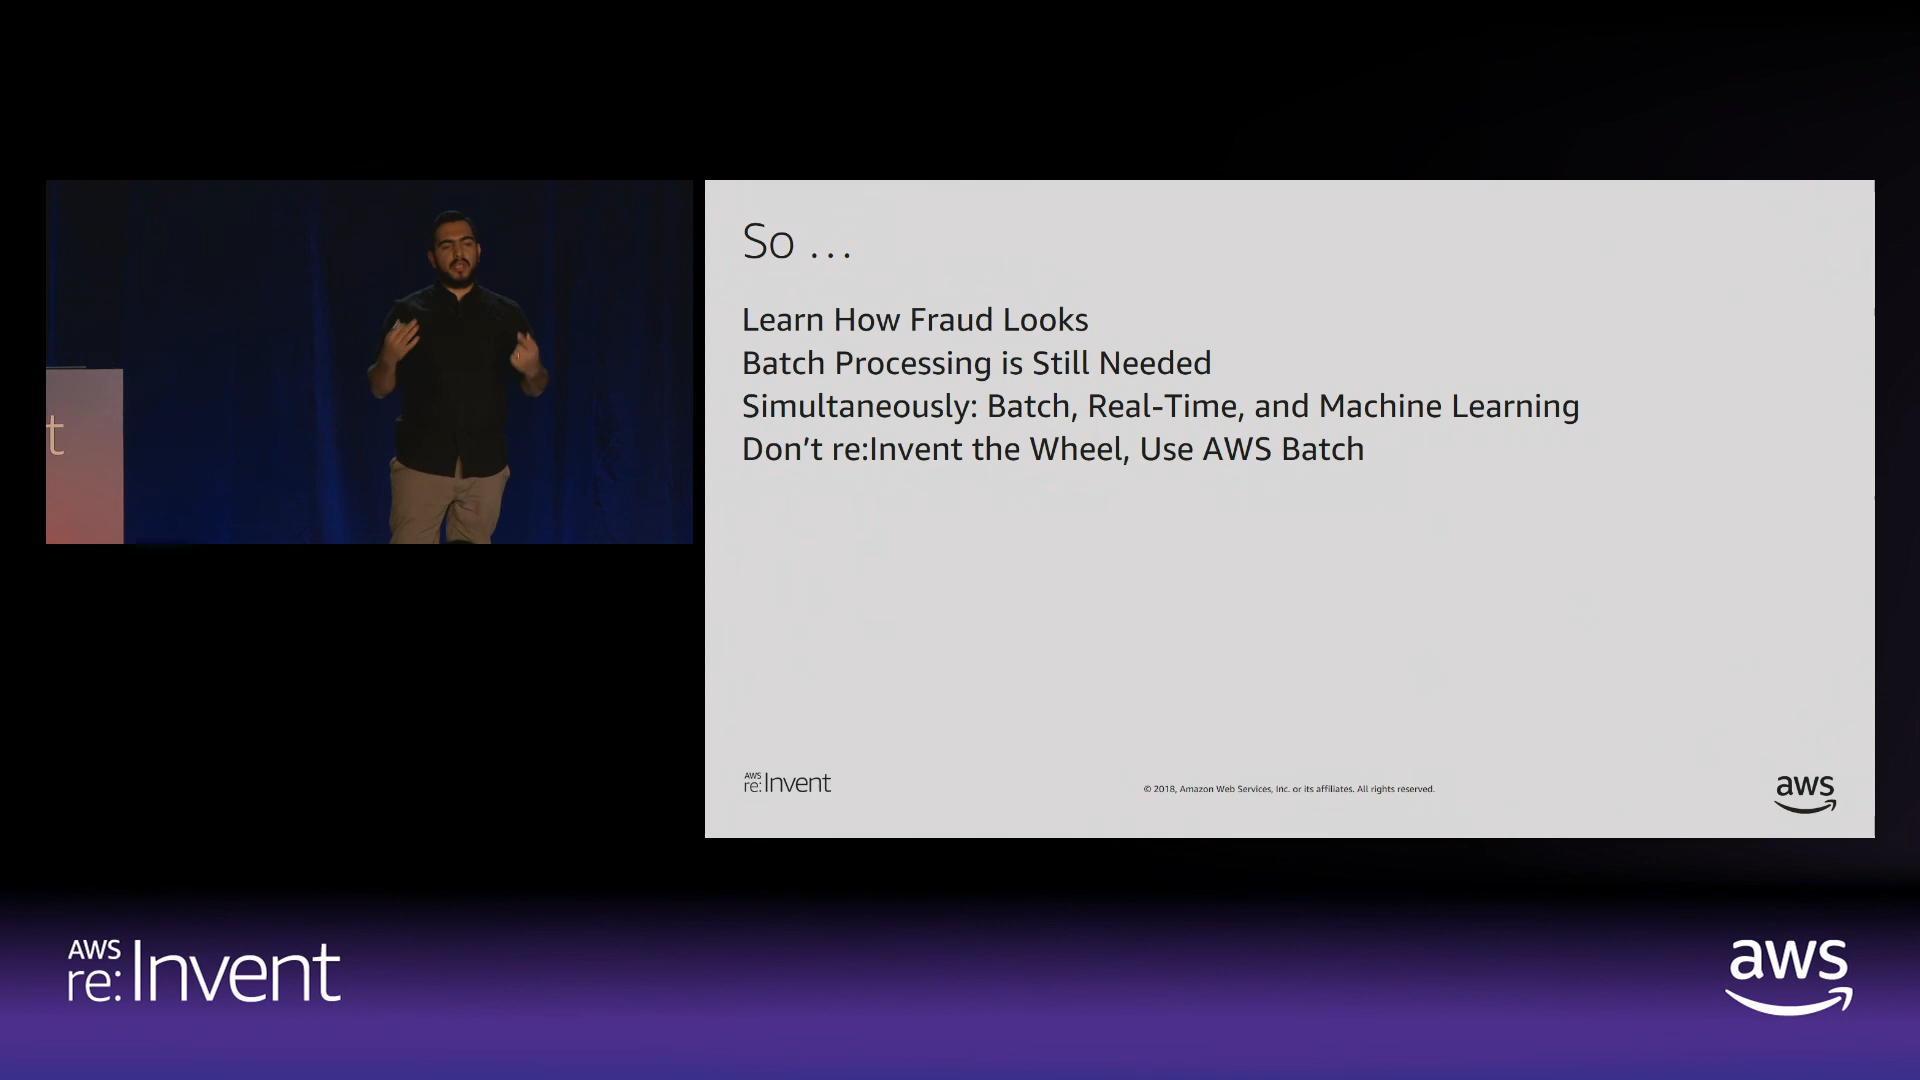 t
So ...
Learn How Fraud Looks
Batch Processing is Still Needed
Simultaneously: Batch, Real-Time, and Machine Learning
Don't re:Invent the Wheel, Use AWS Batch
AWS
re:Invent
© 2018, Amazon Web Services, Inc. or its affiliates. All rights reserved.
aws
AWS
re:Invent
aws